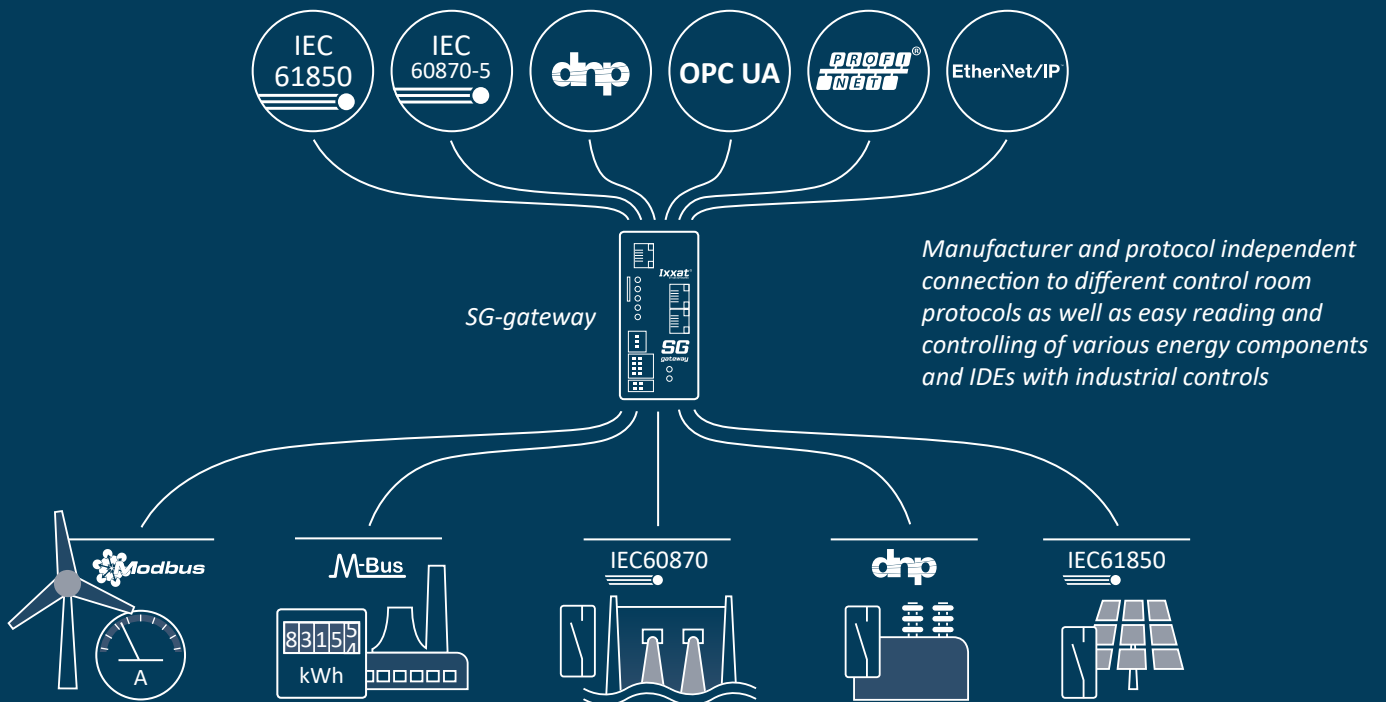 IEC
61850
IEC
60870-5
dnp
OPC UA
PROFI®
NET
EtherNet/IP
Ixxat®
SG
gateway
SG-gateway
Manufacturer and protocol independent
connection to different control room
protocols as well as easy reading and
controlling of various energy components
and IDEs with industrial controls
Modbus
A
M-Bus
83155
4
kWh
IEC60870
dnp
IEC61850